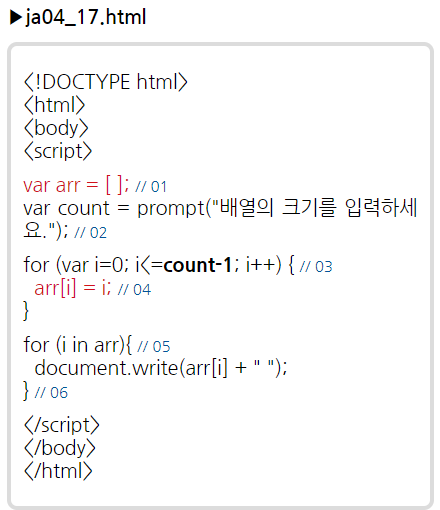 ▶ja04_17.html
<!DOCTYPE html>
<html>
<body>
<script>
var arr = [ ]; // 01
var count = prompt("배열의 크기를 입력하세
요."); // 02
for (var i=0; i<=count-1; i++) { // 03
arr[i] = i; // 04
}
for (i in arr){ // 05
document.write(arr[i] + " ");
} // 06
</script>
</body>
</html>